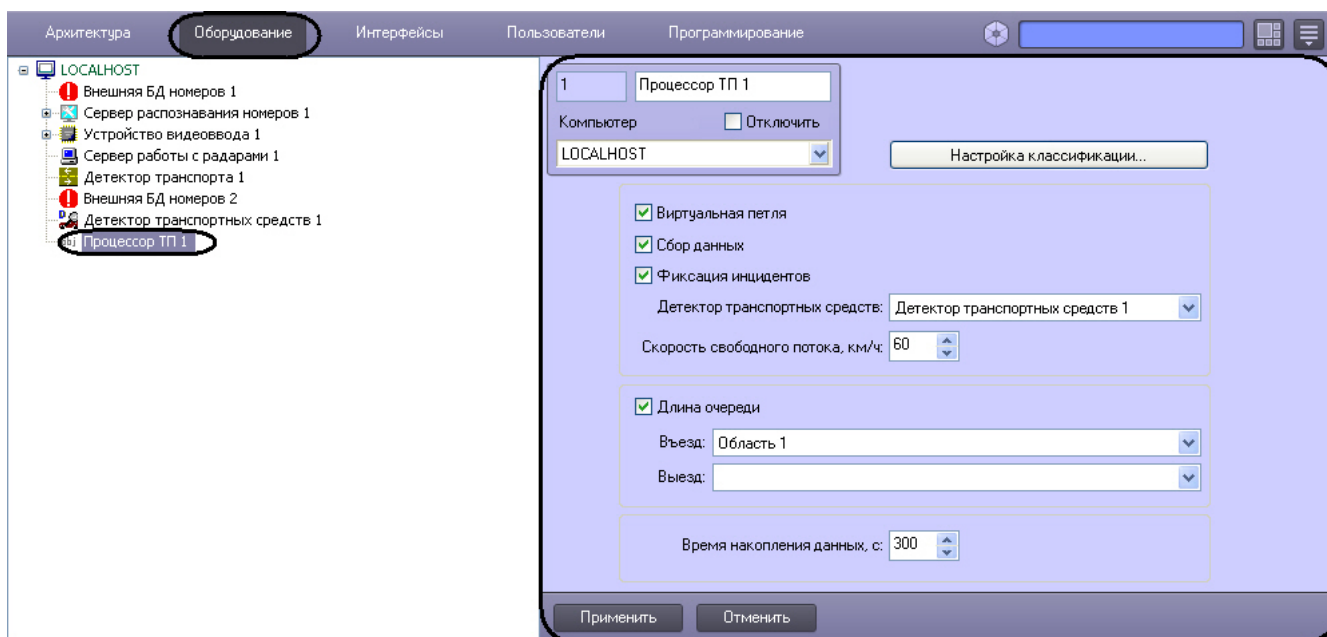 Архитектура Оборудование Интерфейсы Пользователи Программирование
LOCALHOST
Внешняя БД номеров 1
Сервер распознавания номеров 1
Устройство видеоввода 1
Сервер работы с радарами 1
Детектор транспорта 1
Внешняя БД номеров 2
Детектор транспортных средств 1
Процессор ТП 1
1 Процессор ТП 1
Компьютер Отключить
LOCALHOST
Настройка классификации...
Виртуальная петля
Сбор данных
Фиксация инцидентов
Детектор транспортных средств: Детектор транспортных средств 1
Скорость свободного потока, км/ч: 60
Длина очереди
Въезд: Область 1
Выезд:
Время накопления данных, с: 300
Применить Отменить